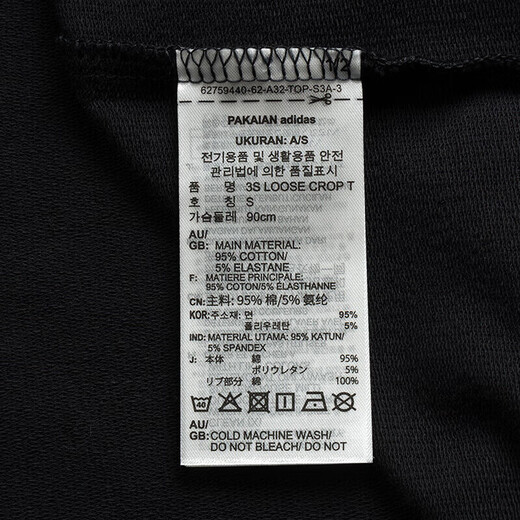 1/2
62759440-62-A32-TOP-S3A-3
PAKAIAN adidas
UKURAN: A/S
전기용품 및 생활용품 안전
관리법에 의한 품질표시
품 명 3S LOOSE CROP T
호 칭 S
가슴둘레 90cm
AU/
GB: MAIN MATERIAL:
95% COTTON/
5% ELASTANE
F: MATIERE PRINCIPALE:
95% COTON/5% ÉLASTHANNE
CN: 主料: 95% 棉/5% 氨纶
KOR: 주소재: 면 95%
폴리우레탄 5%
IND: MATERIAL UTAMA: 95% KATUN/
5% SPANDEX
J: 本体 綿 95%
ポリウレタン 5%
リブ部分 綿 100%
40
AU/
GB: COLD MACHINE WASH/
DO NOT BLEACH/ DO NOT